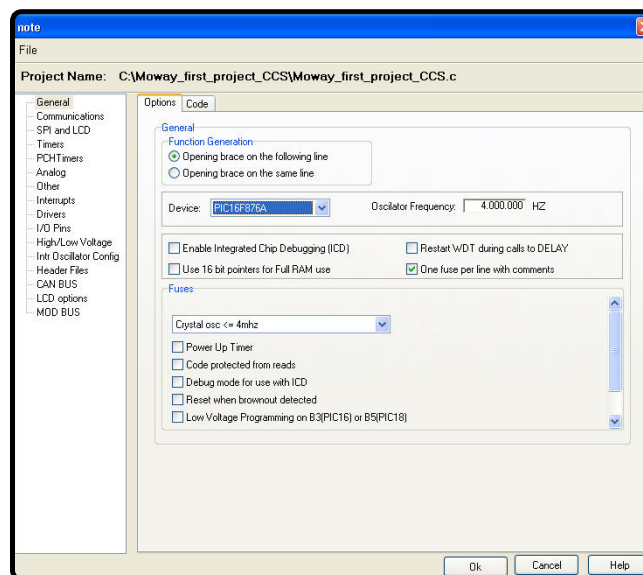 note
File
Project Name: C:\Moway_first_project_CCS\Moway_first_project_CCS.c
General
Communications
SPI and LCD
Timers
PCHTimers
Analog
Other
Interrupts
Drivers
I/O Pins
High/Low Voltage
Intr Oscillator Config
Header Files
CAN BUS
LCD options
MOD BUS
Options Code
General
Function Generation
Opening brace on the following line
Opening brace on the same line
Device: PIC16F876A Oscilator Frequency: 4.000.000 HZ
Enable Integrated Chip Debugging (ICD) Restart WDT during calls to DELAY
Use 16 bit pointers for Full RAM use One fuse per line with comments
Fuses
Crystal osc <= 4mhz
Power Up Timer
Code protected from reads
Debug mode for use with ICD
Reset when brownout detected
Low Voltage Programming on B3(PIC16) or B5(PIC18)
Ok Cancel Help